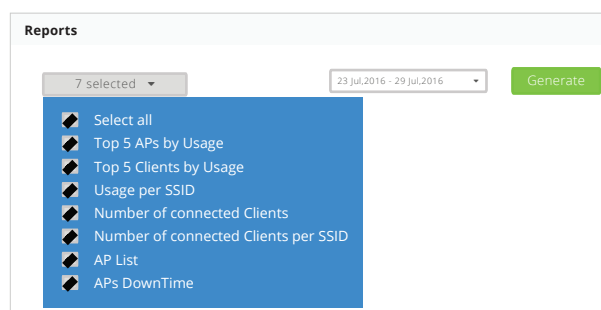 Reports
7 selected
23 Jul,2016 - 29 Jul,2016
Generate
Select all
Top 5 APs by Usage
Top 5 Clients by Usage
Usage per SSID
Number of connected Clients
Number of connected Clients per SSID
AP List
APs DownTime